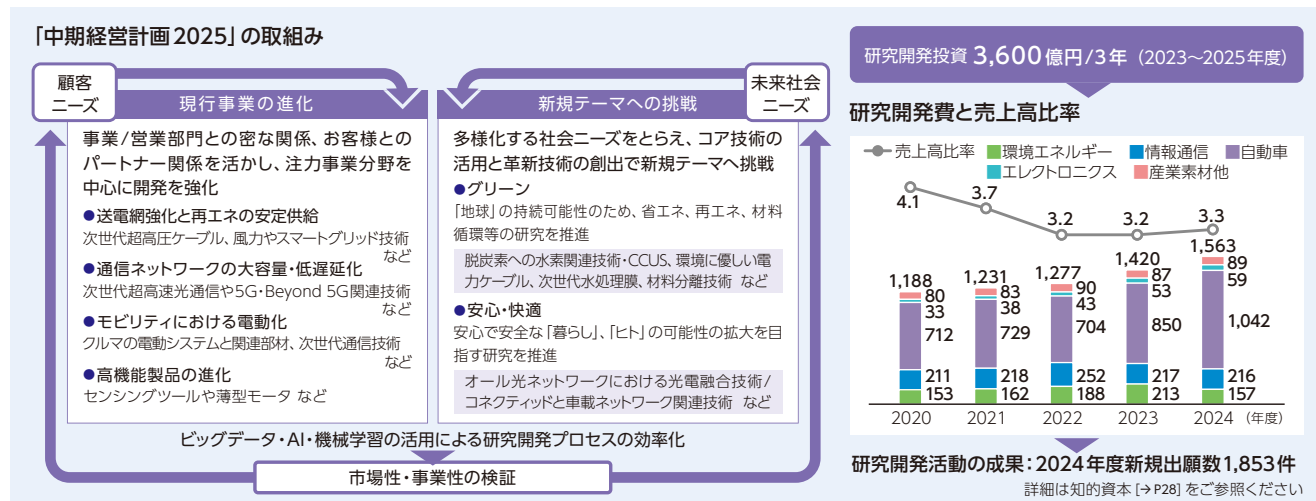 「中期経営計画2025」の取組み
顧客
ニーズ
現行事業の進化
事業/営業部門との密な関係、お客様との
パートナー関係を活かし、注力事業分野を
中心に開発を強化
●送電網強化と再エネの安定供給
次世代超高圧ケーブル、風力やスマートグリッド技術
など
●通信ネットワークの大容量・低遅延化
次世代超高速光通信や5G・Beyond 5G関連技術
など
●モビリティにおける電動化
クルマの電動システムと関連部材、次世代通信技術
など
●高機能製品の進化
センシングツールや薄型モータ など
新規テーマへの挑戦
未来社会
ニーズ
多様化する社会ニーズをとらえ、コア技術の
活用と革新技術の創出で新規テーマへ挑戦
●グリーン
「地球」の持続可能性のため、省エネ、再エネ、材料
循環等の研究を推進
脱炭素への水素関連技術・CCUS、環境に優しい電
力ケーブル、次世代水処理膜、材料分離技術 など
●安心・快適
安心で安全な「暮らし」、「ヒト」の可能性の拡大を目
指す研究を推進
オール光ネットワークにおける光電融合技術/
コネクティッドと車載ネットワーク関連技術 など
ビッグデータ・AI・機械学習の活用による研究開発プロセスの効率化
市場性・事業性の検証
研究開発投資 3,600億円/3年 (2023〜2025年度)
研究開発費と売上高比率
売上高比率 環境エネルギー 情報通信 自動車
エレクトロニクス 産業素材他
4.1 3.7 3.2 3.2 3.3
1,188 1,231 1,277 1,420 1,563
80 83 90 87 89
33 38 43 53 59
712 729 704 850 1,042
211 218 252 217 216
153 162 188 213 157
2020 2021 2022 2023 2024 (年度)
研究開発活動の成果:2024年度新規出願数1,853件
詳細は知的資本 [→P28] をご参照ください